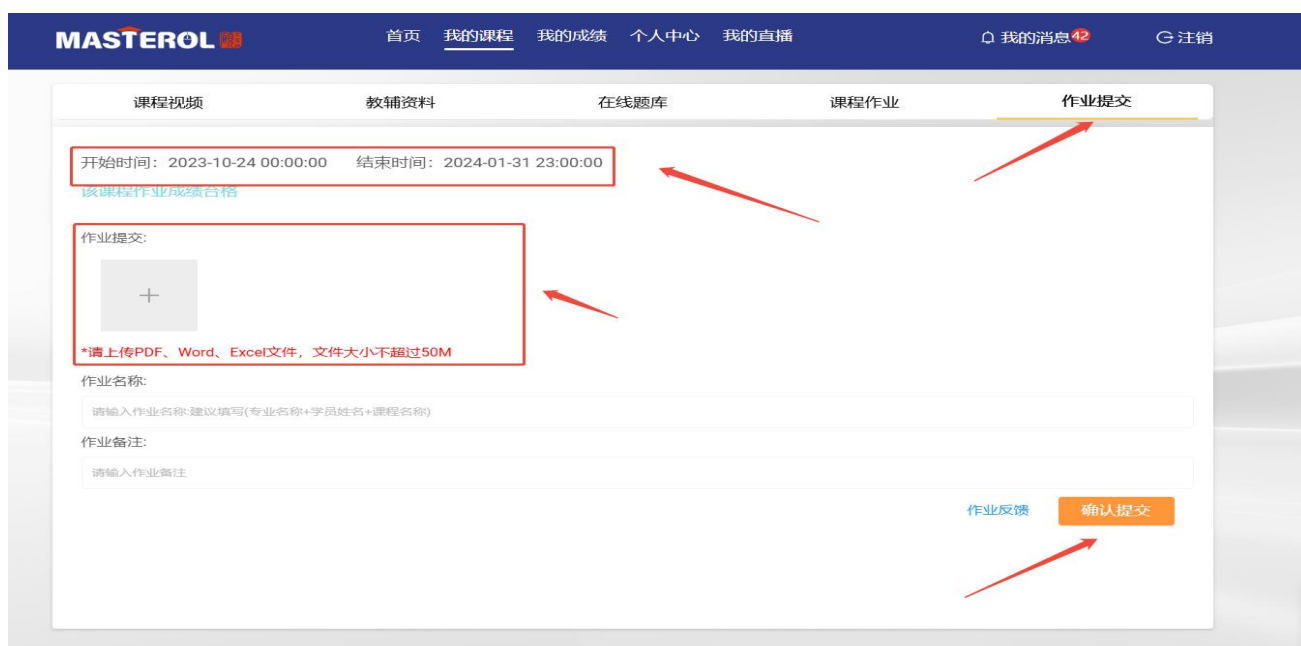 MASTEROL 首页 我的课程 我的成绩 个人中心 我的直播 我的消息42 注销
课程视频 教辅资料 在线题库 课程作业 作业提交
开始时间：2023-10-24 00:00:00 结束时间：2024-01-31 23:00:00
该课程作业成绩合格
作业提交:
*请上传PDF、Word、Excel文件，文件大小不超过50M
作业名称:
请输入作业名称:建议填写(专业名称+学员姓名+课程名称)
作业备注:
请输入作业备注
作业反馈 确认提交